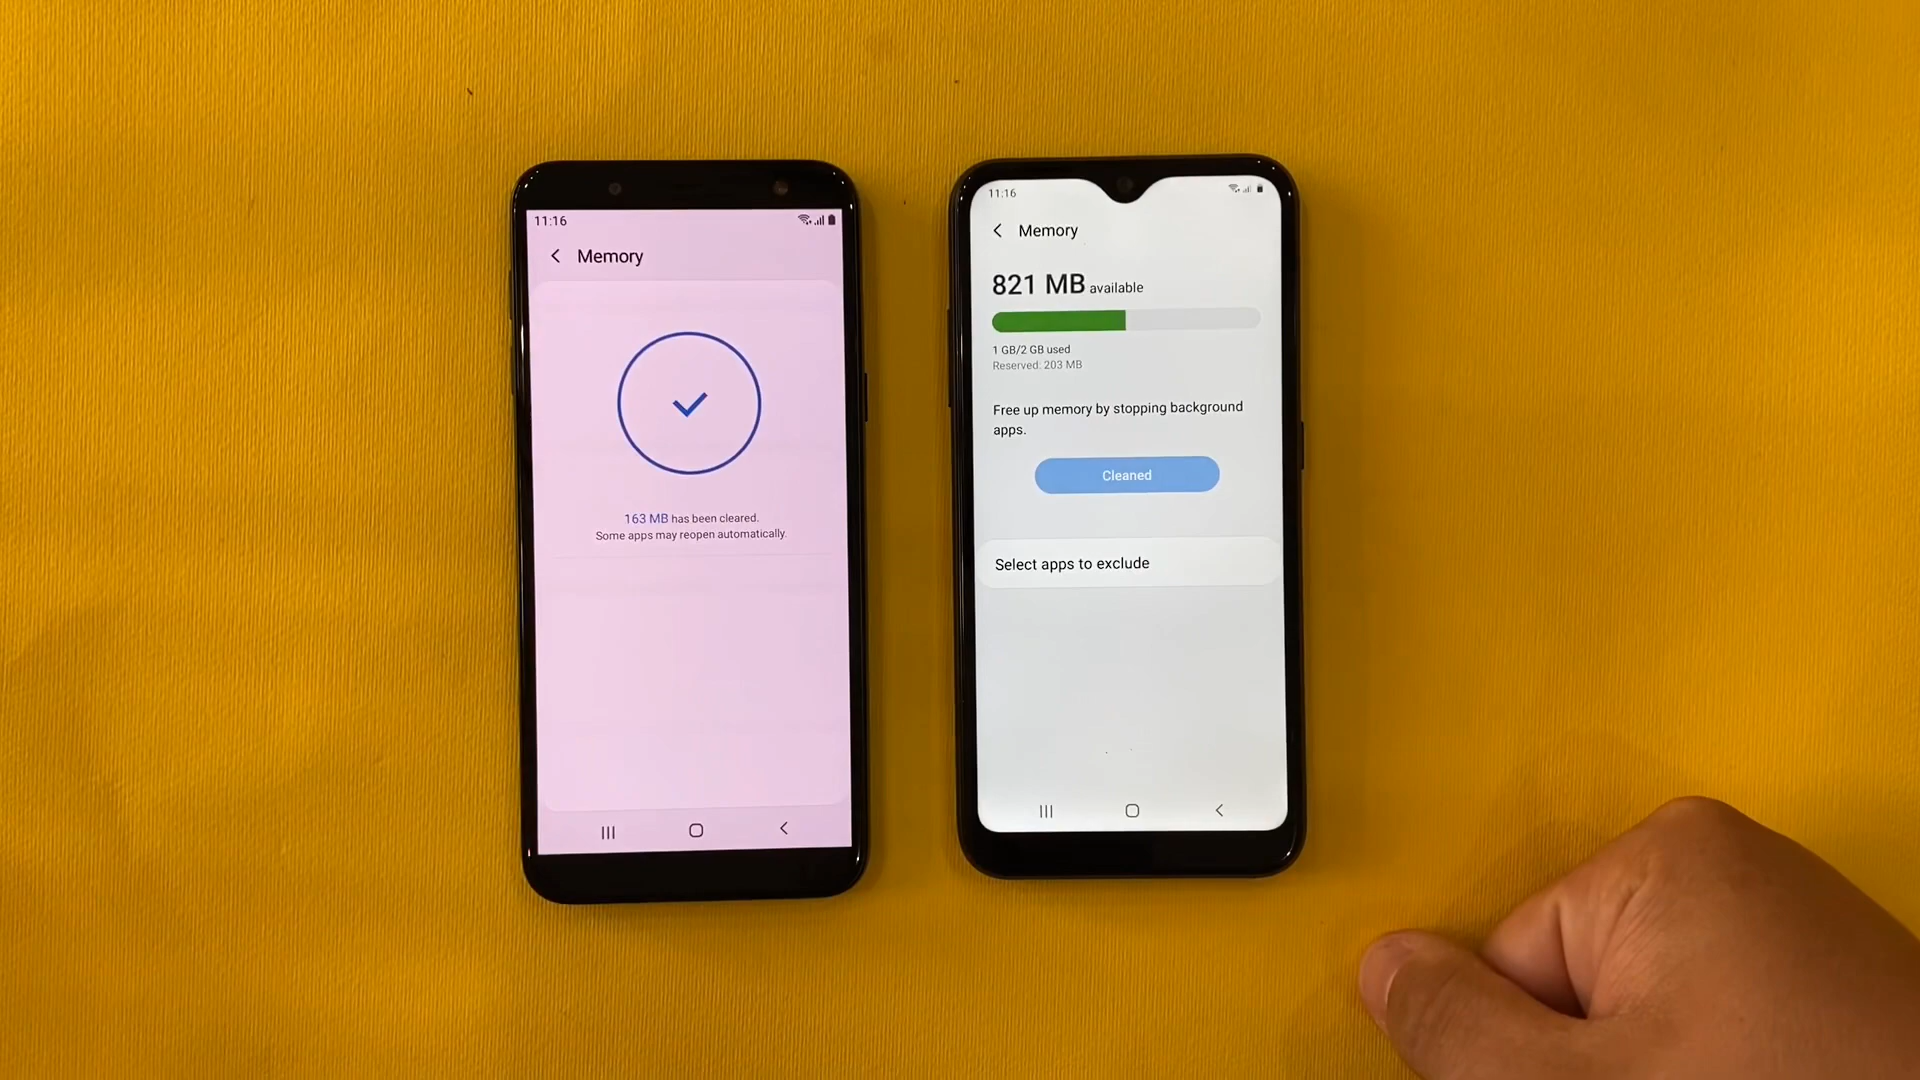 11:16
Memory
163 MB has been cleared.
Some apps may reopen automatically.
11:16
Memory
821 MB available
1 GB/2 GB used
Reserved: 203 MB
Free up memory by stopping background
apps.
Cleaned
Select apps to exclude